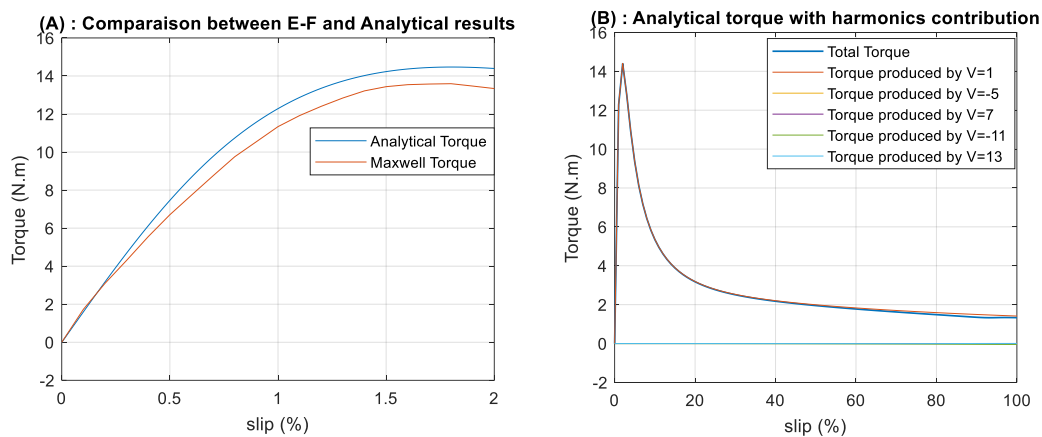 (A) : Comparaison between E-F and Analytical results
16
14
12
10
8
6
4
2
0
-2
Torque (N.m)
Analytical Torque
Maxwell Torque
0 0.5 1 1.5 2
slip (%)
(B) : Analytical torque with harmonics contribution
16
14
12
10
8
6
4
2
0
-2
Torque (N.m)
Total Torque
Torque produced by V=1
Torque produced by V=-5
Torque produced by V=7
Torque produced by V=-11
Torque produced by V=13
0 20 40 60 80 100
slip (%)